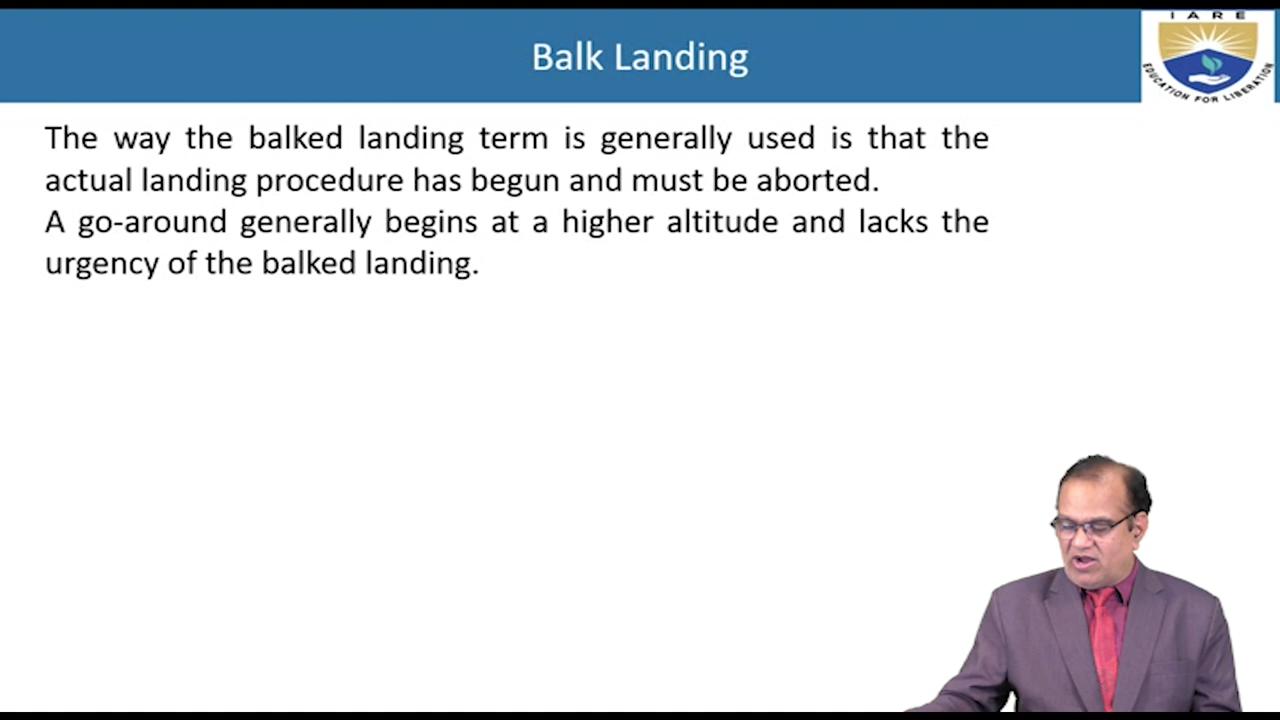 Balk Landing
IARE
EDUCATION FOR LIBERATION
The way the balked landing term is generally used is that the
actual landing procedure has begun and must be aborted.
A go-around generally begins at a higher altitude and lacks the
urgency of the balked landing.